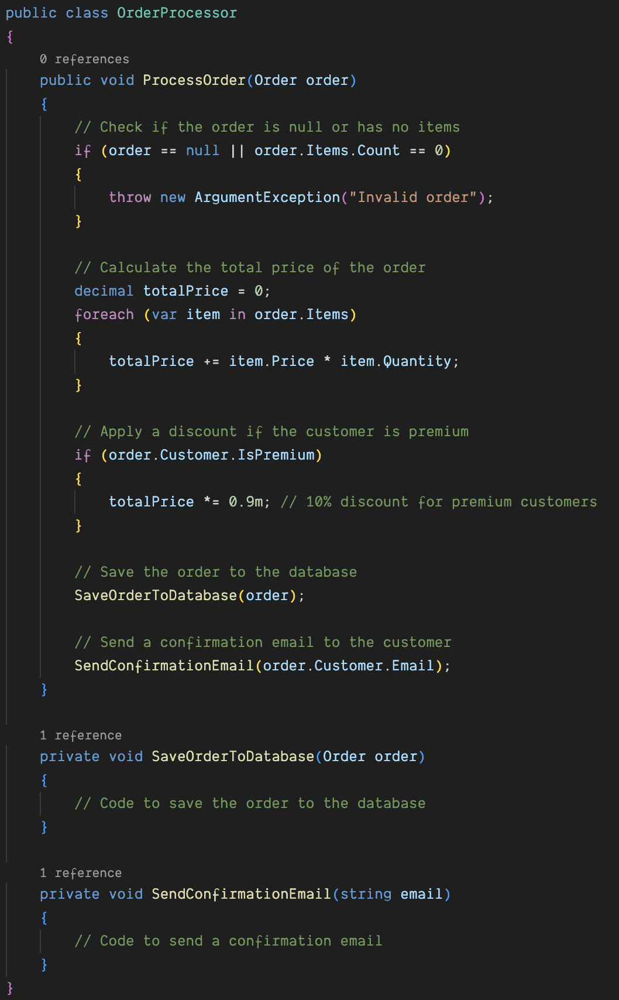 public class OrderProcessor
{
0 references
public void ProcessOrder(Order order)
{
// Check if the order is null or has no items
if (order == null || order.Items.Count == 0)
{
throw new ArgumentException("Invalid order");
}
// Calculate the total price of the order
decimal totalPrice = 0;
foreach (var item in order.Items)
{
totalPrice += item.Price * item.Quantity;
}
// Apply a discount if the customer is premium
if (order.Customer.IsPremium)
{
totalPrice *= 0.9m; // 10% discount for premium customers
}
// Save the order to the database
SaveOrderToDatabase(order);
// Send a confirmation email to the customer
SendConfirmationEmail(order.Customer.Email);
}
1 reference
private void SaveOrderToDatabase(Order order)
{
// Code to save the order to the database
}
1 reference
private void SendConfirmationEmail(string email)
{
// Code to send a confirmation email
}
}